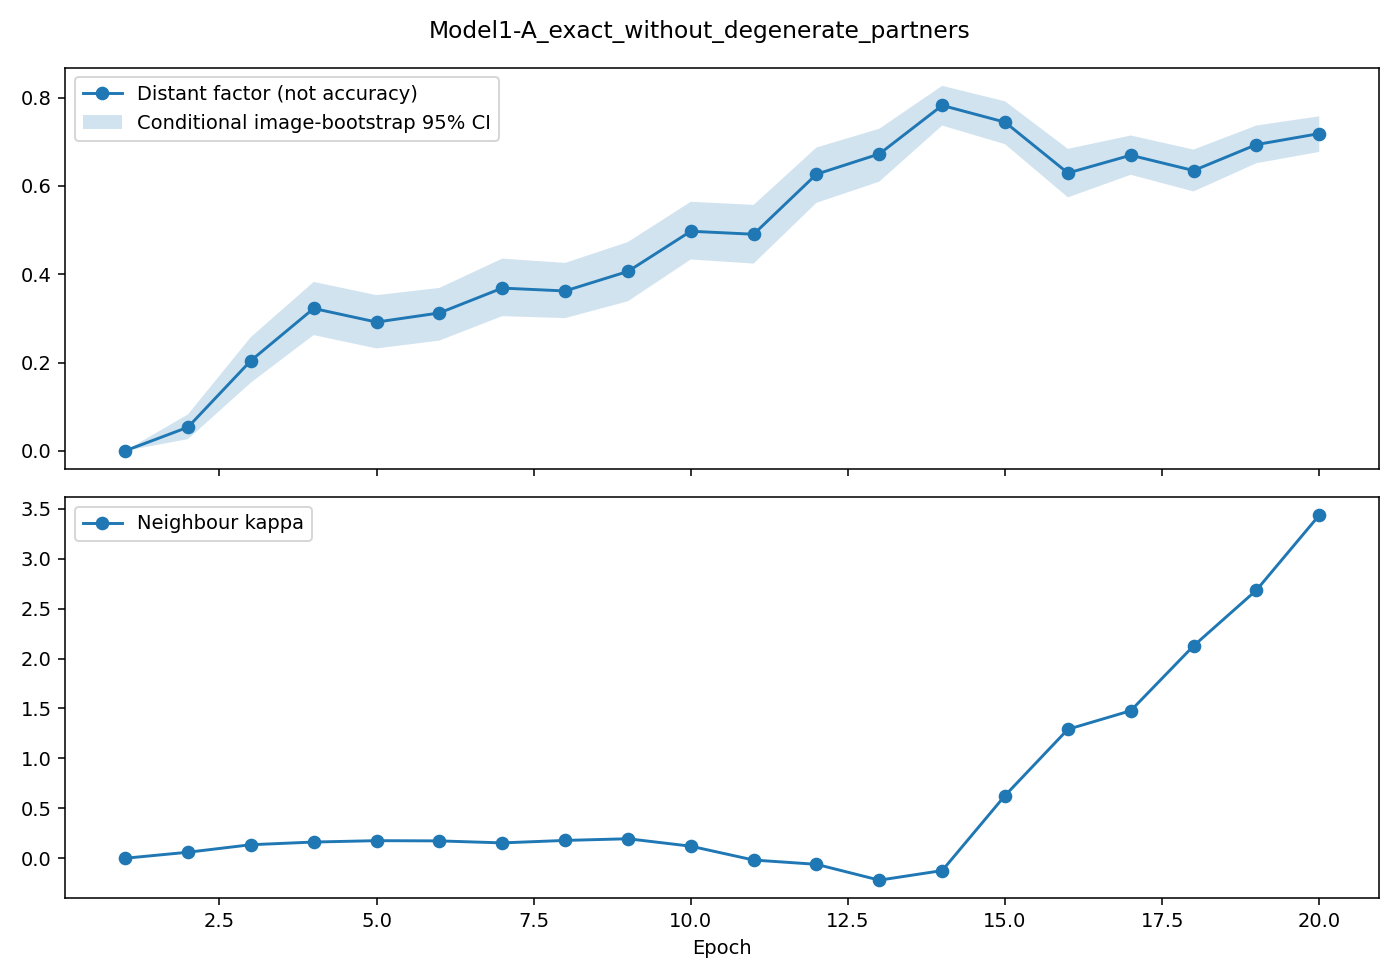 Model1-A_exact_without_degenerate_partners
Distant factor (not accuracy)
Conditional image-bootstrap 95% CI
0.8
0.6
0.4
0.2
0.0
Neighbour kappa
3.5
3.0
2.5
2.0
1.5
1.0
0.5
0.0
2.5 5.0 7.5 10.0 12.5 15.0 17.5 20.0
Epoch